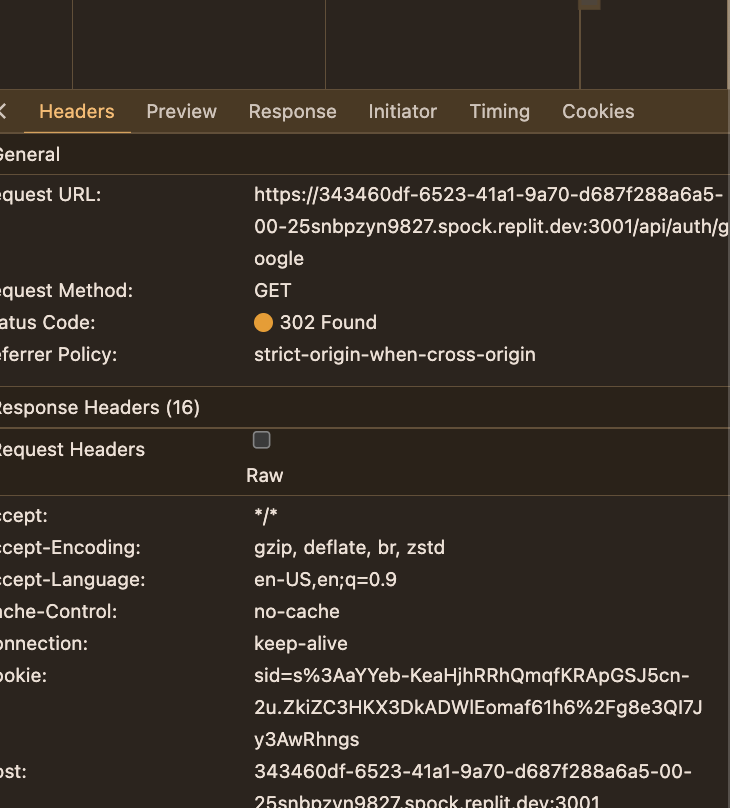 Headers Preview Response Initiator Timing Cookies
General
equest URL: https://343460df-6523-41a1-9a70-d687f288a6a5-
00-25snbpzyn9827.spock.replit.dev:3001/api/auth/g
oogle
equest Method: GET
atus Code: 302 Found
eferrer Policy: strict-origin-when-cross-origin
Response Headers (16)
Request Headers
Raw
ccept: */*
ccept-Encoding: gzip, deflate, br, zstd
ccept-Language: en-US,en;q=0.9
ache-Control: no-cache
onnection: keep-alive
ookie: sid=s%3AaYYeb-KeaHjhRRhQmqfKRApGSJ5cn-
2u.ZkiZC3HKX3DkADWlEomaf61h6%2Fg8e3QI7J
y3AwRhngs
ost: 343460df-6523-41a1-9a70-d687f288a6a5-00-
25snbpzyn9827.spock.replit.dev:3001